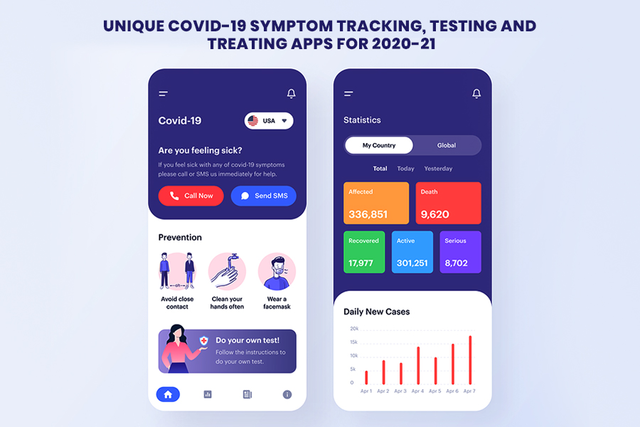 UNIQUE COVID-19 SYMPTOM TRACKING, TESTING AND
TREATING APPS FOR 2020-21
Covid-19
USA
Are you feeling sick?
If you feel sick with any of covid-19 symptoms
please call or SMS us immediately for help.
Call Now
Send SMS
Prevention
Avoid close
contact
Clean your
hands often
Wear a
facemask
Do your own test!
Follow the instructions to
do your own test.
Statistics
My Country
Global
Total
Today
Yesterday
Affected
336,851
Death
9,620
Recovered
17,977
Active
301,251
Serious
8,702
Daily New Cases
20k
15k
10k
5k
0
Apr 1
Apr 2
Apr 3
Apr 4
Apr 5
Apr 6
Apr 7